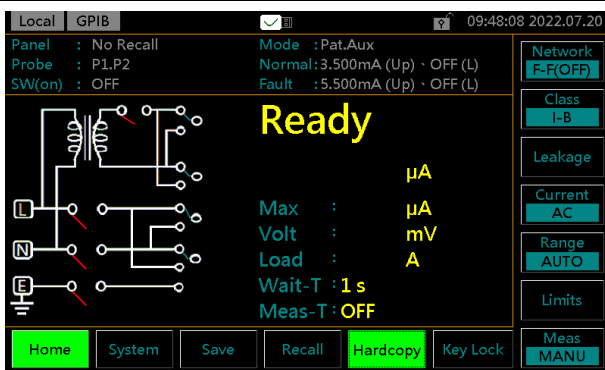 Local GPIB 09:48:08 2022.07.20
Panel : No Recall Mode :Pat.Aux
Probe : P1.P2 Normal:3.500mA (Up)、OFF(L)
SW(on) : OFF Fault :5.500mA (Up)、OFF(L)
Network
F-F(OFF)
Class
I-B
Leakage
Current
AC
Range
AUTO
Limits
Meas
MANU
Ready
μA
Max : μA
Volt : mV
Load : A
Wait-T :1 s
Meas-T:OFF
L
N
E
Home System Save Recall Hardcopy Key Lock